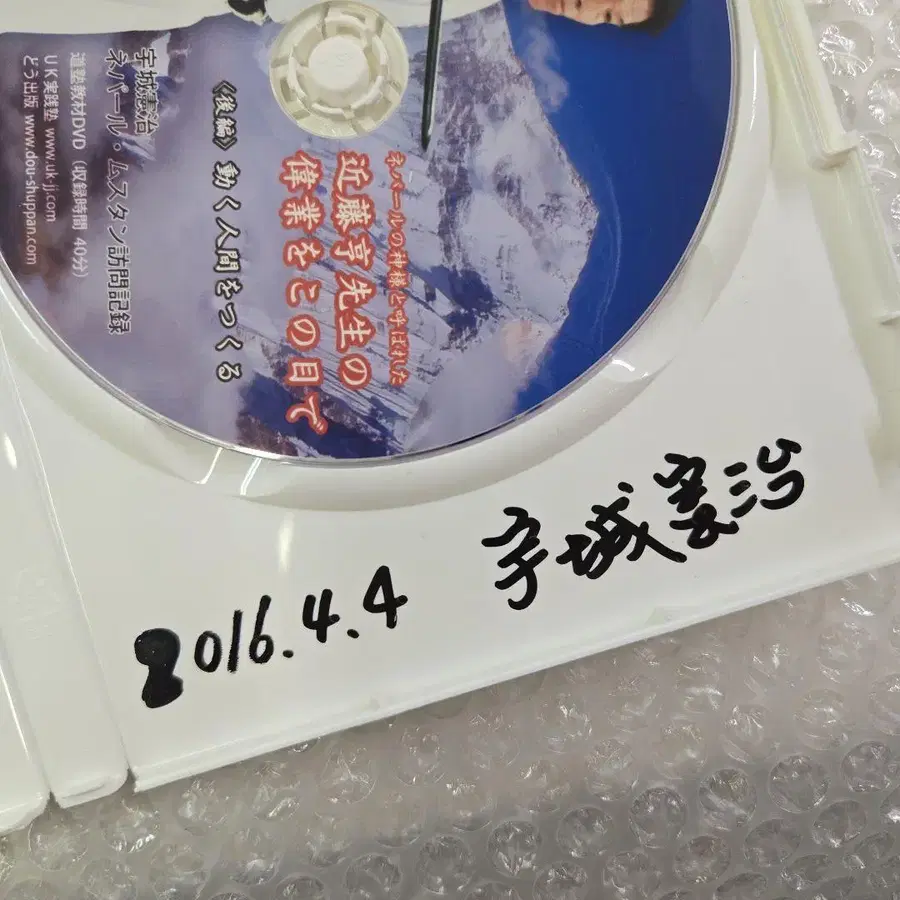 ネパールの神様と呼ばれた
近藤亨先生の
偉業をこの目で
〈後編〉動く人間をつくる
宇城憲治
ネパール・ムスタン訪問記録
道塾教材DVD（収録時間 40分）
UK実践塾 www.uk-jj.com
どう出版 www.dou-shuppan.com
2016.4.4 宇城憲治